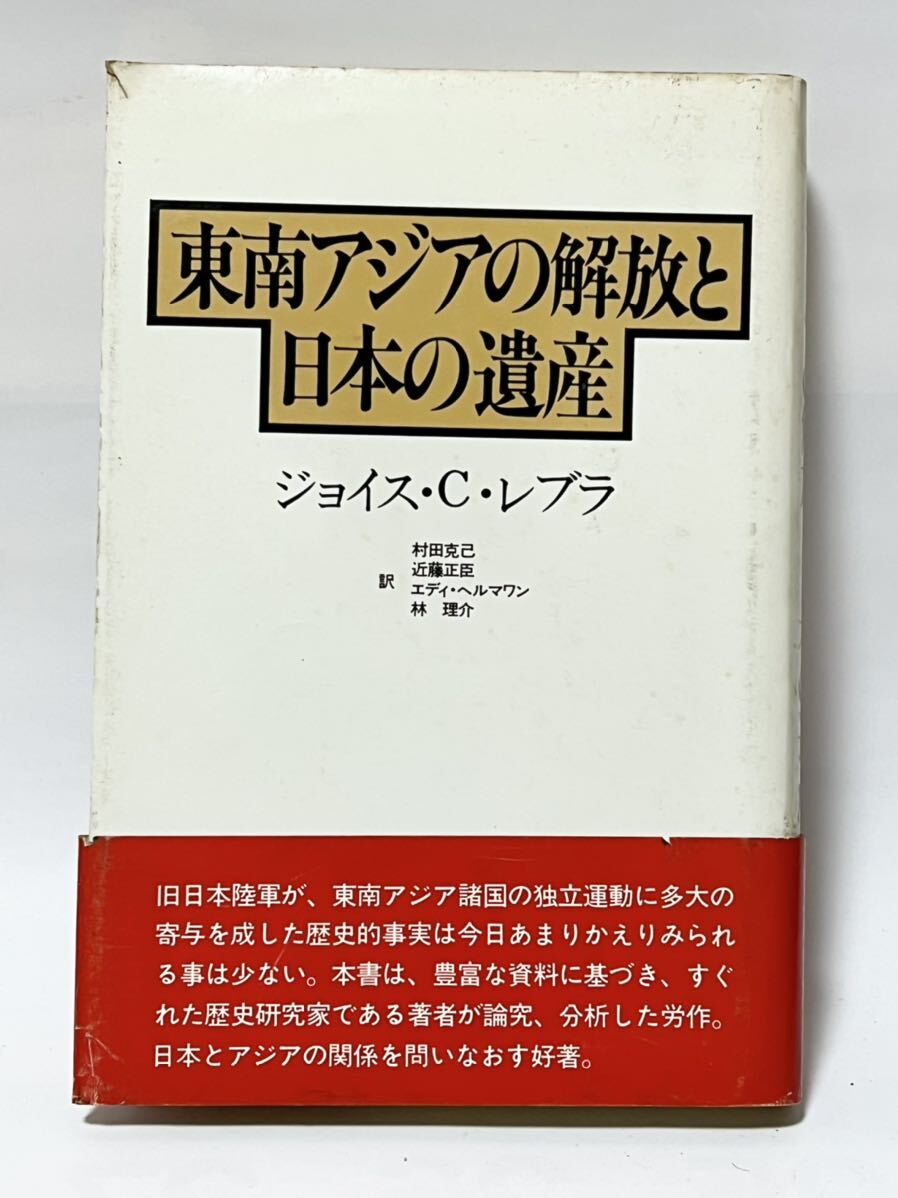 東南アジアの解放と
日本の遺産
ジョイス・C・レブラ
村田克己
近藤正臣
訳 エディ・ヘルマワン
林 理介
旧日本陸軍が、東南アジア諸国の独立運動に多大の
寄与を成した歴史的事実は今日あまりかえりみられ
る事は少ない。本書は、豊富な資料に基づき、すぐ
れた歴史研究家である著者が論究、分析した労作。
日本とアジアの関係を問いなおす好著。